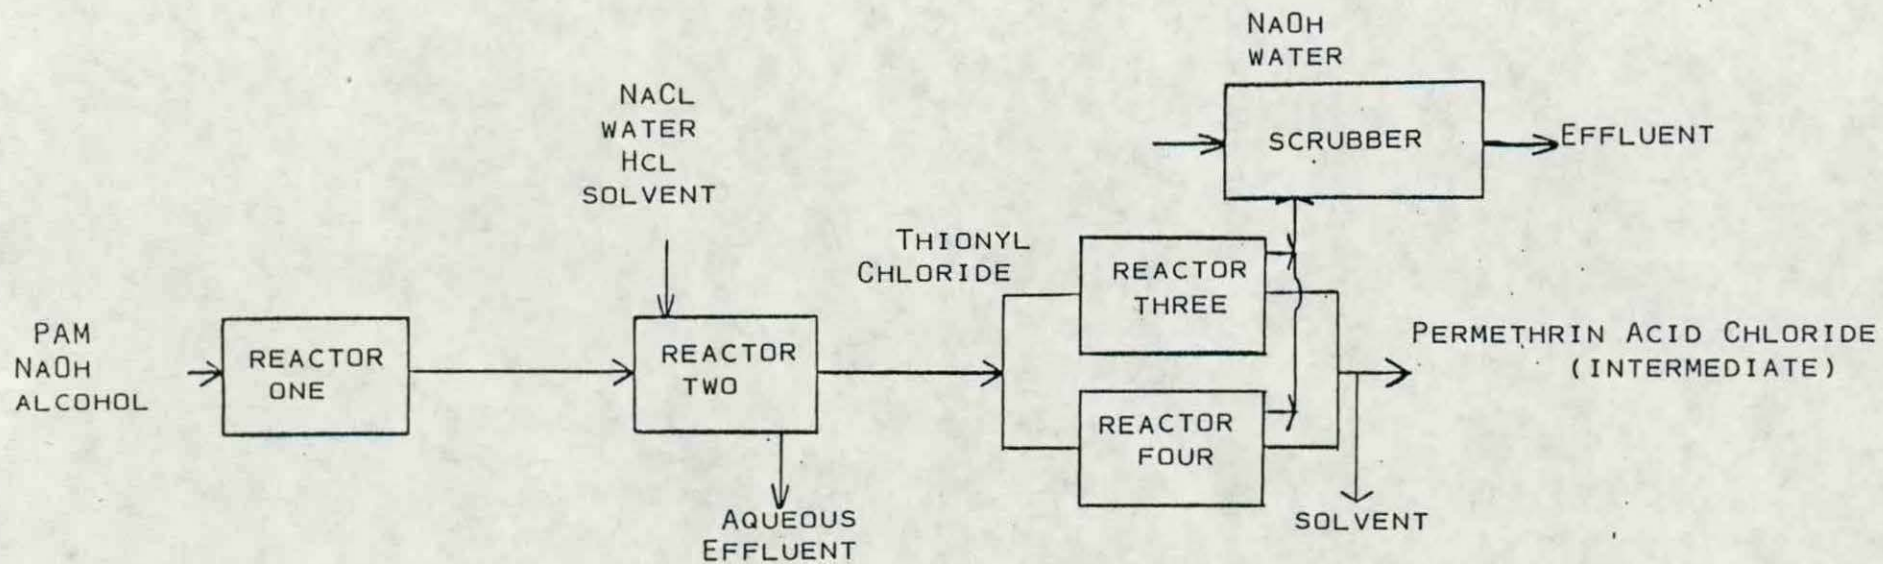 NAOH
WATER
SCRUBBER
EFFLUENT
NACL
WATER
HCL
SOLVENT
THIONYL
CHLORIDE
REACTOR
THREE
PAM
NAOH
ALCOHOL
REACTOR
ONE
REACTOR
TWO
REACTOR
FOUR
PERMETHRIN ACID CHLORIDE
(INTERMEDIATE)
AQUEOUS
EFFLUENT
SOLVENT